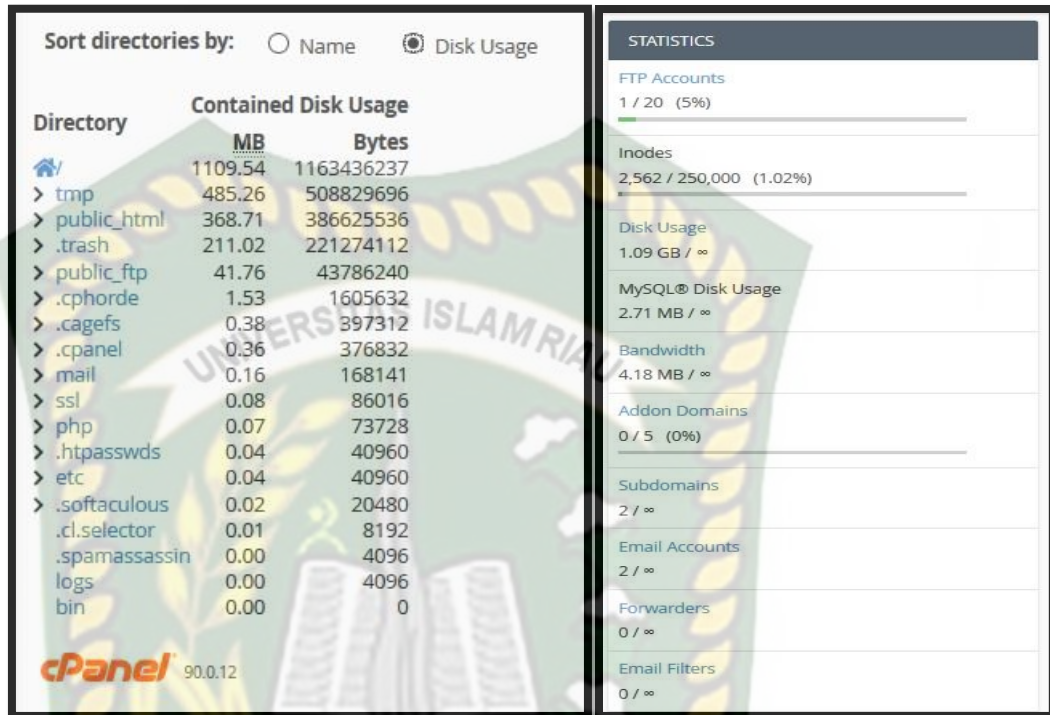 Sort directories by: Name Disk Usage
Contained Disk Usage
Directory
MB Bytes
/ 1109.54 1163436237
tmp 485.26 508829696
public_html 368.71 386625536
.trash 211.02 221274112
public_ftp 41.76 43786240
.cphorde 1.53 1605632
.cagefs 0.38 397312
.cpanel 0.36 376832
mail 0.16 168141
ssl 0.08 86016
php 0.07 73728
.htpasswds 0.04 40960
etc 0.04 40960
.softaculous 0.02 20480
.cl.selector 0.01 8192
.spamassassin 0.00 4096
logs 0.00 4096
bin 0.00 0
cPanel 90.0.12
STATISTICS
FTP Accounts
1 / 20 (5%)
Inodes
2,562 / 250,000 (1.02%)
Disk Usage
1.09 GB / ∞
MySQL® Disk Usage
2.71 MB / ∞
Bandwidth
4.18 MB / ∞
Addon Domains
0 / 5 (0%)
Subdomains
2 / ∞
Email Accounts
2 / ∞
Forwarders
0 / ∞
Email Filters
0 / ∞
UNIVERSITAS ISLAM RIAU